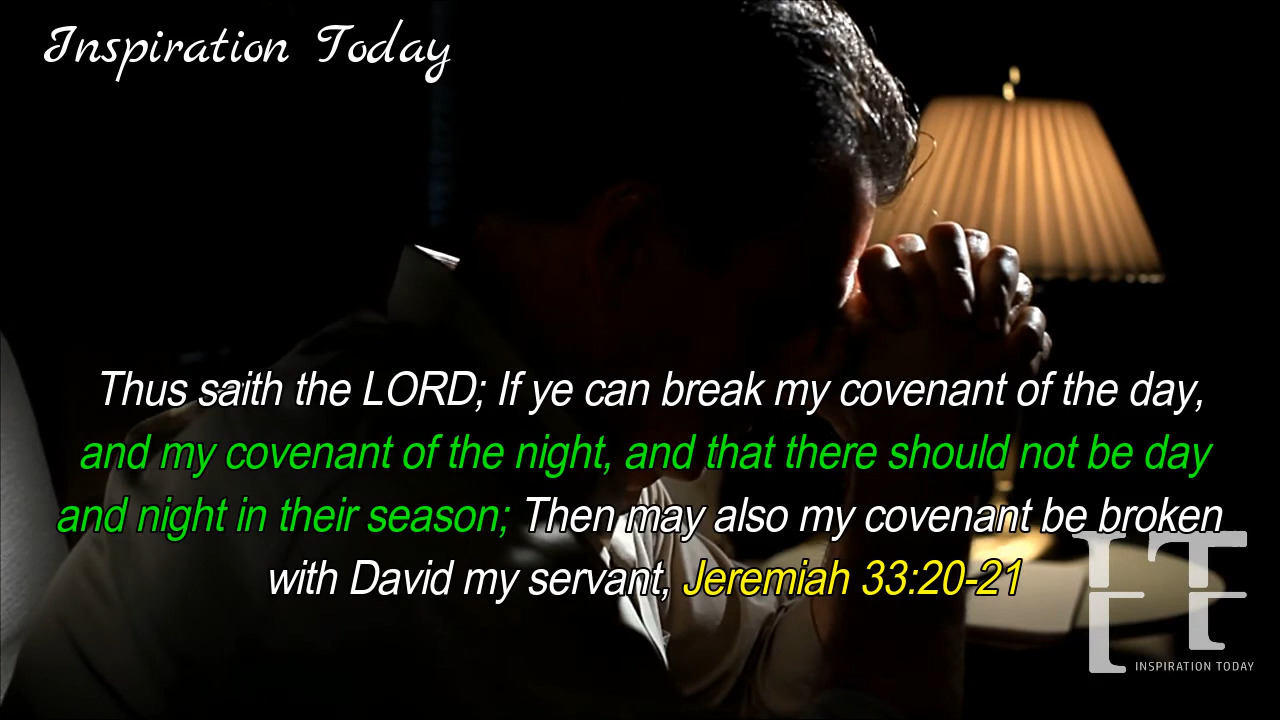 Inspiration Today
Thus saith the LORD; If ye can break my covenant of the day,
and my covenant of the night, and that there should not be day
and night in their season; Then may also my covenant be broken
with David my servant, Jeremiah 33:20-21
IT
INSPIRATION TODAY